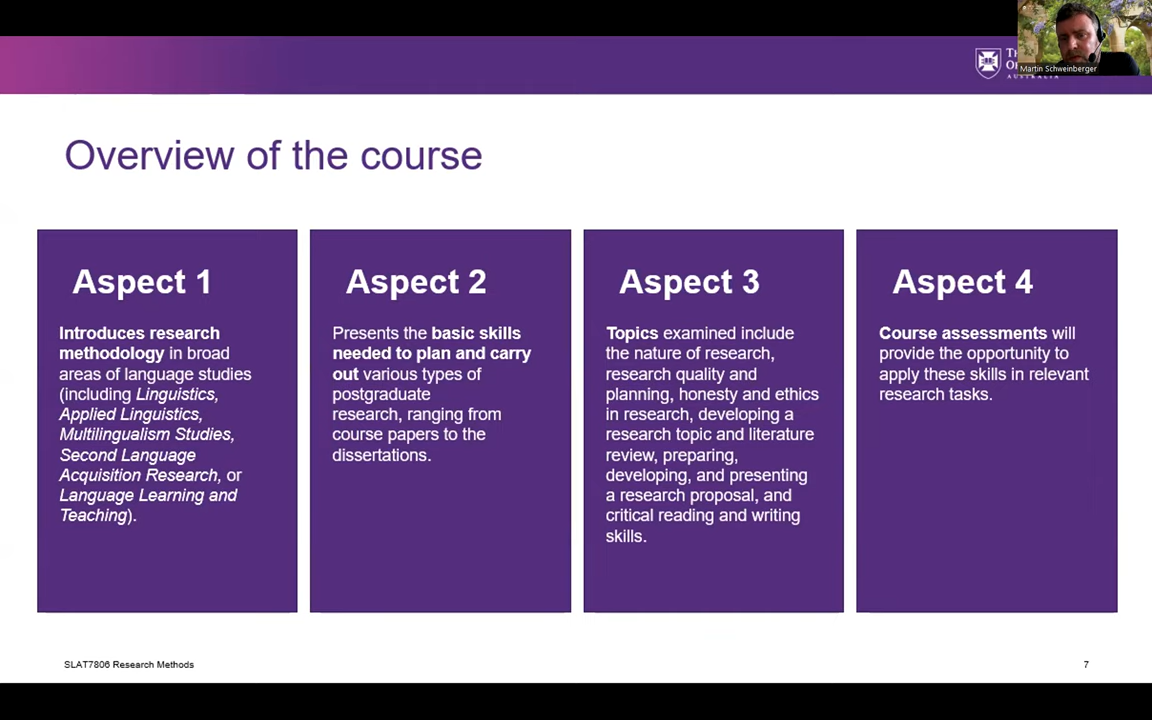 Martin Schweinberger
AUSTRALIA
Overview of the course
Aspect 1
Introduces research
methodology in broad
areas of language studies
(including Linguistics,
Applied Linguistics,
Multilingualism Studies,
Second Language
Acquisition Research, or
Language Learning and
Teaching).
Aspect 2
Presents the basic skills
needed to plan and carry
out various types of
postgraduate
research, ranging from
course papers to the
dissertations.
Aspect 3
Topics examined include
the nature of research,
research quality and
planning, honesty and ethics
in research, developing a
research topic and literature
review, preparing,
developing, and presenting
a research proposal, and
critical reading and writing
skills.
Aspect 4
Course assessments will
provide the opportunity to
apply these skills in relevant
research tasks.
SLAT7806 Research Methods
7